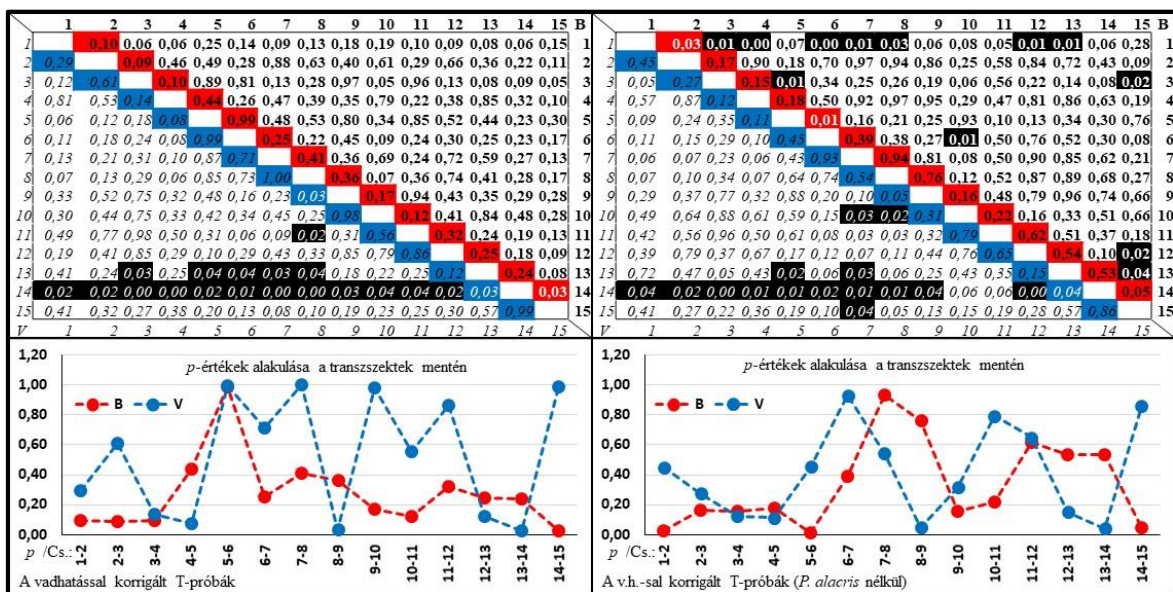 1 2 3 4 5 6 7 8 9 10 11 12 13 14 15 B
1 0,10 0,06 0,06 0,25 0,14 0,09 0,13 0,18 0,19 0,10 0,09 0,08 0,06 0,15 1
2 0,29 0,09 0,46 0,49 0,28 0,88 0,63 0,40 0,61 0,29 0,66 0,36 0,22 0,11 2
3 0,12 0,61 0,10 0,89 0,81 0,13 0,28 0,97 0,05 0,96 0,13 0,08 0,09 0,05 3
4 0,81 0,53 0,14 0,44 0,26 0,47 0,39 0,35 0,79 0,22 0,38 0,85 0,32 0,10 4
5 0,06 0,12 0,18 0,08 0,99 0,48 0,53 0,80 0,34 0,85 0,52 0,44 0,23 0,30 5
6 0,11 0,18 0,24 0,08 0,99 0,25 0,22 0,45 0,09 0,24 0,30 0,25 0,23 0,17 6
7 0,13 0,21 0,31 0,10 0,87 0,71 0,41 0,36 0,69 0,24 0,72 0,59 0,27 0,13 7
8 0,07 0,13 0,29 0,06 0,85 0,73 1,00 0,36 0,07 0,36 0,74 0,41 0,28 0,17 8
9 0,33 0,52 0,75 0,32 0,48 0,16 0,23 0,03 0,17 0,94 0,43 0,35 0,29 0,28 9
10 0,30 0,44 0,75 0,33 0,42 0,34 0,45 0,25 0,98 0,12 0,41 0,84 0,48 0,28 10
11 0,49 0,77 0,98 0,50 0,31 0,06 0,09 0,02 0,31 0,56 0,32 0,24 0,19 0,13 11
12 0,19 0,41 0,85 0,29 0,10 0,29 0,43 0,33 0,85 0,79 0,86 0,25 0,18 0,09 12
13 0,41 0,24 0,03 0,25 0,04 0,04 0,03 0,04 0,18 0,22 0,25 0,12 0,24 0,08 13
14 0,02 0,02 0,00 0,00 0,02 0,01 0,00 0,00 0,03 0,04 0,04 0,02 0,03 0,03 14
15 0,41 0,32 0,27 0,38 0,20 0,13 0,08 0,10 0,19 0,23 0,25 0,30 0,57 0,99 15
V 1 2 3 4 5 6 7 8 9 10 11 12 13 14 15
1 2 3 4 5 6 7 8 9 10 11 12 13 14 15 B
1 0,03 0,01 0,00 0,07 0,00 0,01 0,03 0,06 0,08 0,05 0,01 0,01 0,06 0,28 1
2 0,45 0,17 0,90 0,18 0,70 0,97 0,94 0,86 0,25 0,58 0,84 0,72 0,43 0,09 2
3 0,05 0,27 0,15 0,01 0,34 0,25 0,26 0,19 0,06 0,56 0,22 0,14 0,08 0,02 3
4 0,57 0,87 0,12 0,18 0,50 0,92 0,97 0,95 0,29 0,47 0,81 0,86 0,63 0,19 4
5 0,09 0,24 0,35 0,11 0,01 0,16 0,21 0,25 0,93 0,10 0,13 0,34 0,30 0,76 5
6 0,11 0,15 0,29 0,10 0,45 0,39 0,38 0,27 0,01 0,50 0,76 0,52 0,30 0,08 6
7 0,06 0,07 0,23 0,06 0,43 0,93 0,94 0,81 0,08 0,50 0,90 0,85 0,62 0,21 7
8 0,07 0,10 0,34 0,07 0,64 0,74 0,54 0,76 0,12 0,52 0,87 0,89 0,68 0,27 8
9 0,29 0,37 0,77 0,32 0,88 0,20 0,10 0,05 0,16 0,48 0,79 0,96 0,74 0,66 9
10 0,49 0,64 0,88 0,61 0,59 0,15 0,03 0,02 0,31 0,22 0,16 0,33 0,51 0,66 10
11 0,42 0,56 0,96 0,50 0,61 0,08 0,03 0,03 0,32 0,79 0,62 0,51 0,37 0,18 11
12 0,79 0,37 0,36 0,67 0,17 0,12 0,07 0,11 0,44 0,76 0,65 0,54 0,10 0,02 12
13 0,72 0,47 0,05 0,43 0,02 0,06 0,03 0,06 0,25 0,43 0,35 0,15 0,53 0,04 13
14 0,04 0,02 0,00 0,01 0,01 0,02 0,01 0,01 0,04 0,06 0,06 0,00 0,04 0,05 14
15 0,41 0,27 0,22 0,36 0,19 0,10 0,04 0,05 0,13 0,15 0,19 0,28 0,57 0,86 15
V 1 2 3 4 5 6 7 8 9 10 11 12 13 14 15
p-értékek alakulása a transzszektek mentén
B V
1,20
1,00
0,80
0,60
0,40
0,20
0,00
p /Cs.: 1-2 2-3 3-4 4-5 5-6 6-7 7-8 8-9 9-10 10-11 11-12 12-13 13-14 14-15
A vadhatással korrigált T-próbák
p-értékek alakulása a transzszektek mentén
B V
1,20
1,00
0,80
0,60
0,40
0,20
0,00
p /Cs.: 1-2 2-3 3-4 4-5 5-6 6-7 7-8 8-9 9-10 10-11 11-12 12-13 13-14 14-15
A v.h.-sal korrigált T-próbák (P. alacris nélkül)